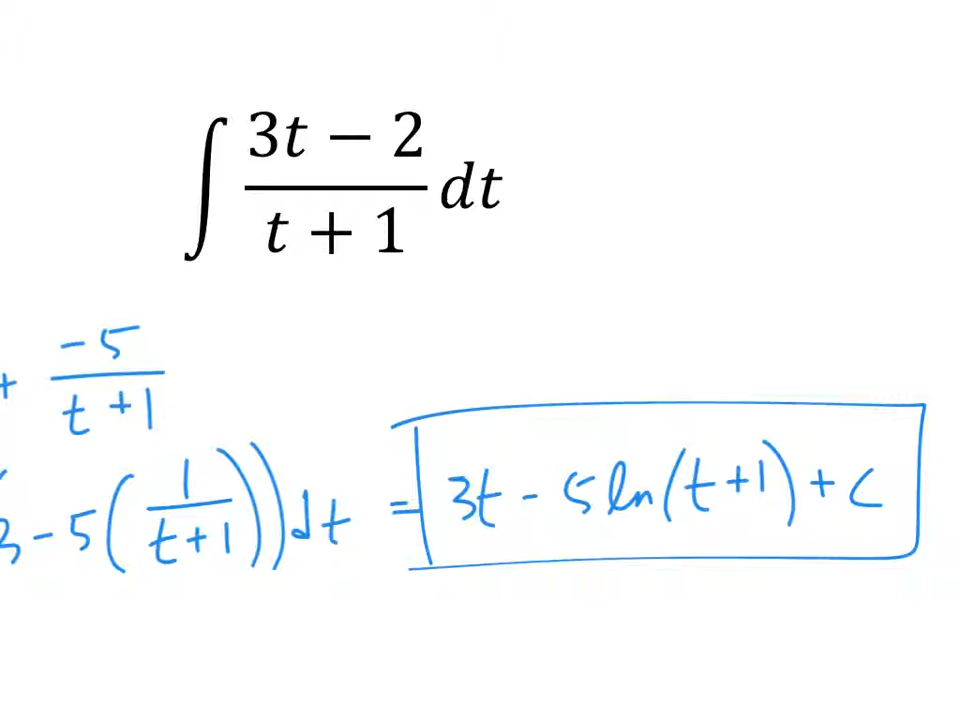 ∫ (3t − 2)/(t + 1) dt
+ (-5)/(t+1)
3 - 5(1/(t+1)))dt = 3t - 5 ln(t+1) + C